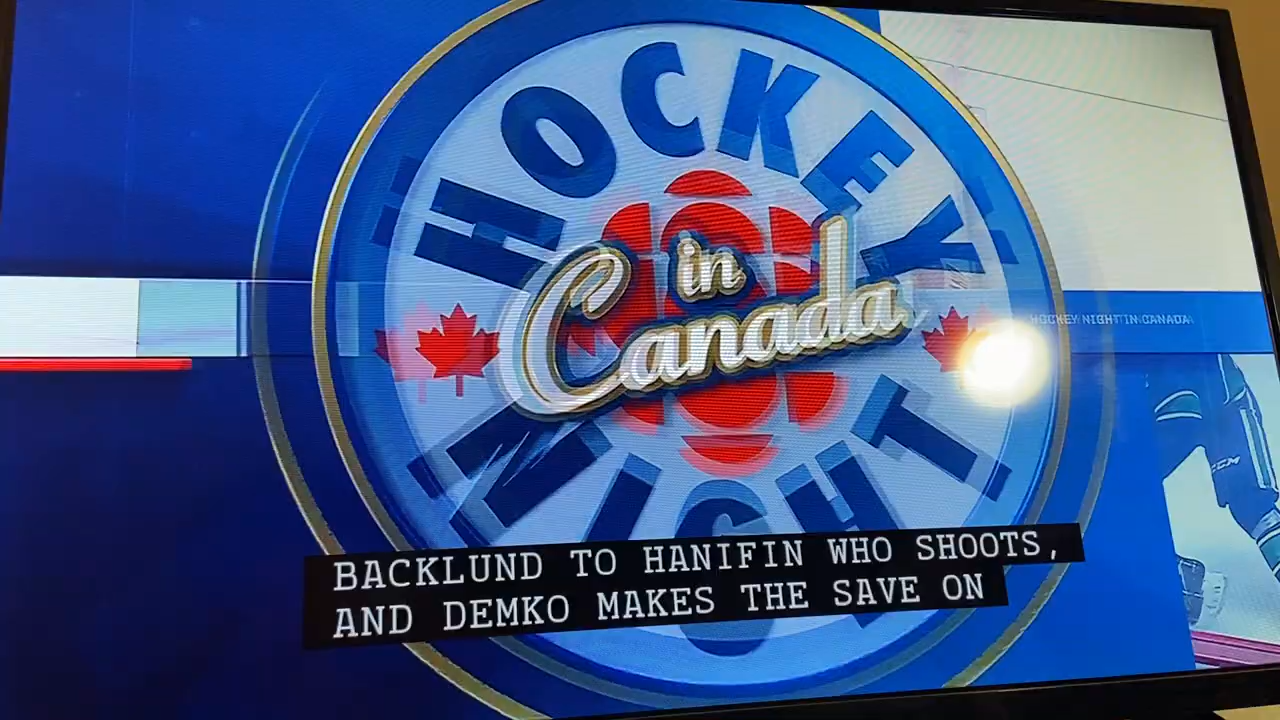 HOCKEY
in
Canada
NIGHT
HOCKEY NIGHT IN CANADA
CCM
BACKLUND TO HANIFIN WHO SHOOTS,
AND DEMKO MAKES THE SAVE ON